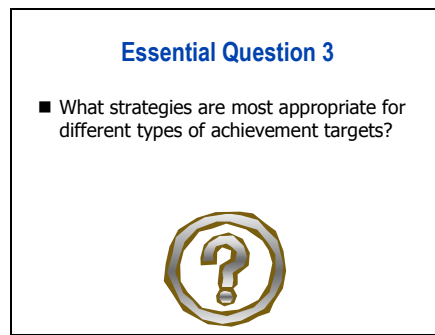 Essential Question 3
■ What strategies are most appropriate for
different types of achievement targets?
?